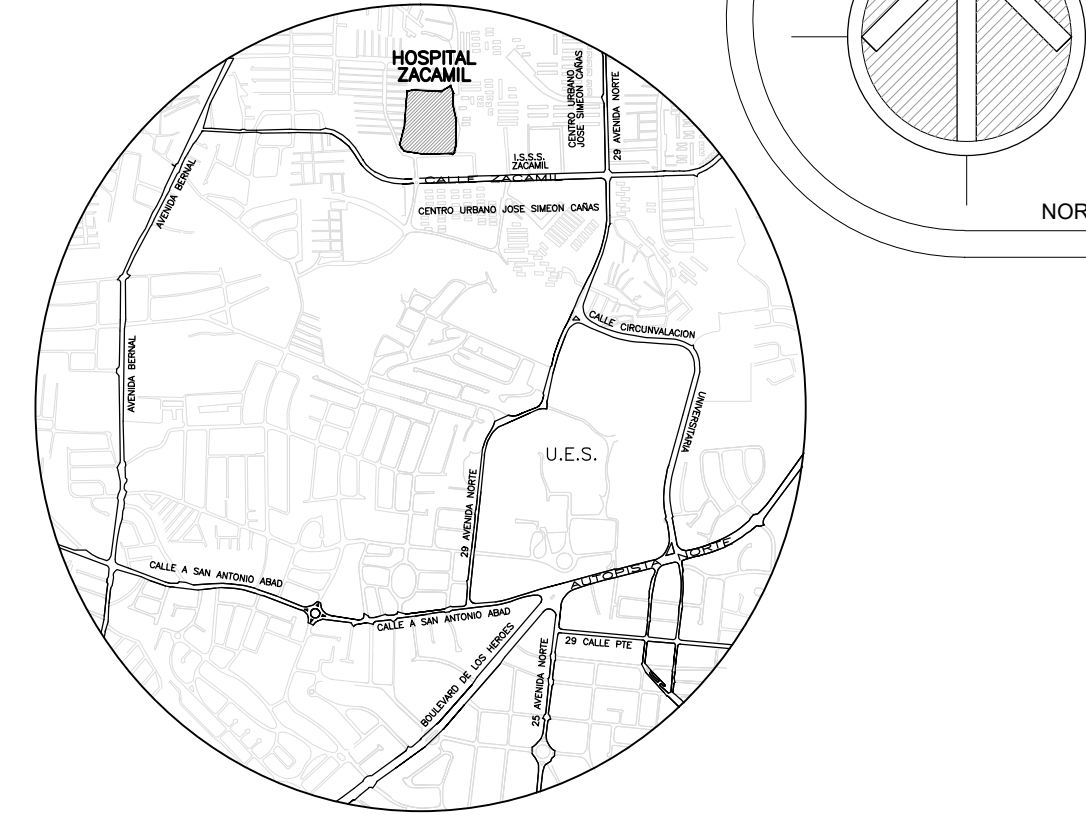 HOSPITAL
ZACAMIL
CENTRO URBANO
JOSE SIMEON CAÑAS
29 AVENIDA NORTE
I.S.S.S.
ZACAMIL
CALLE ZACAMIL
CENTRO URBANO JOSE SIMEON CAÑAS
NOR
AVENIDA BERNAL
CALLE CIRCUNVALACION
AVENIDA BERNAL
UNIVERSITARIA
U.E.S.
29 AVENIDA NORTE
AUTOPISTA NORTE
CALLE A SAN ANTONIO ABAD
CALLE A SAN ANTONIO ABAD
29 CALLE PTE
BOULEVARD DE LOS HEROES
25 AVENIDA NORTE